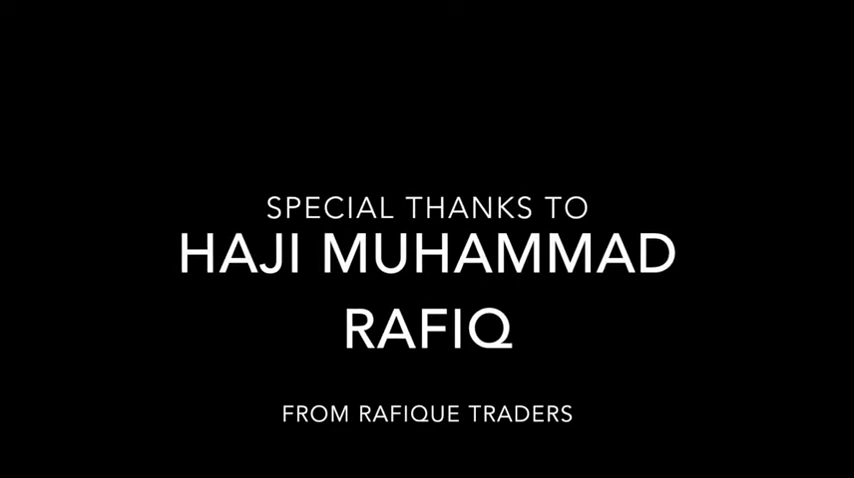 SPECIAL THANKS TO
HAJI MUHAMMAD
RAFIQ
FROM RAFIQUE TRADERS